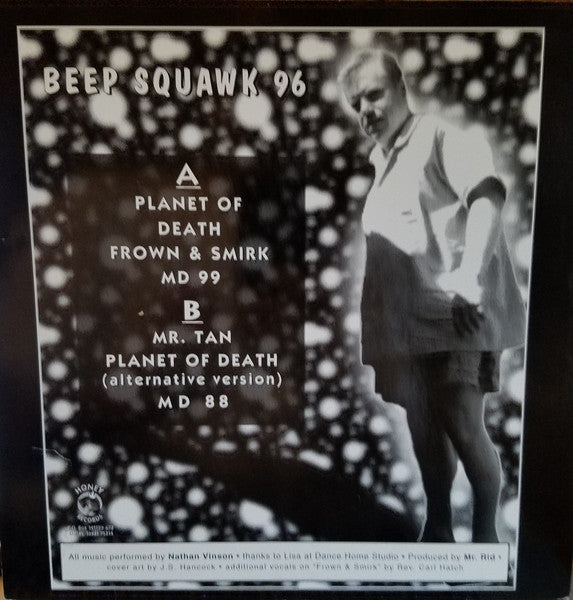 BEEP SQUAWK 96
A
PLANET OF
DEATH
FROWN & SMIRK
MD 99
B
MR. TAN
PLANET OF DEATH
(alternative version)
MD 88
HONEY
RECORDS
All music performed by Nathan Vinson • thanks to Lisa at Dance Home Studio • Produced by Mr. Rid •
cover art by J.S. Hancock • additional vocals on "Frown & Smirk" by Rev. Carl Hatch